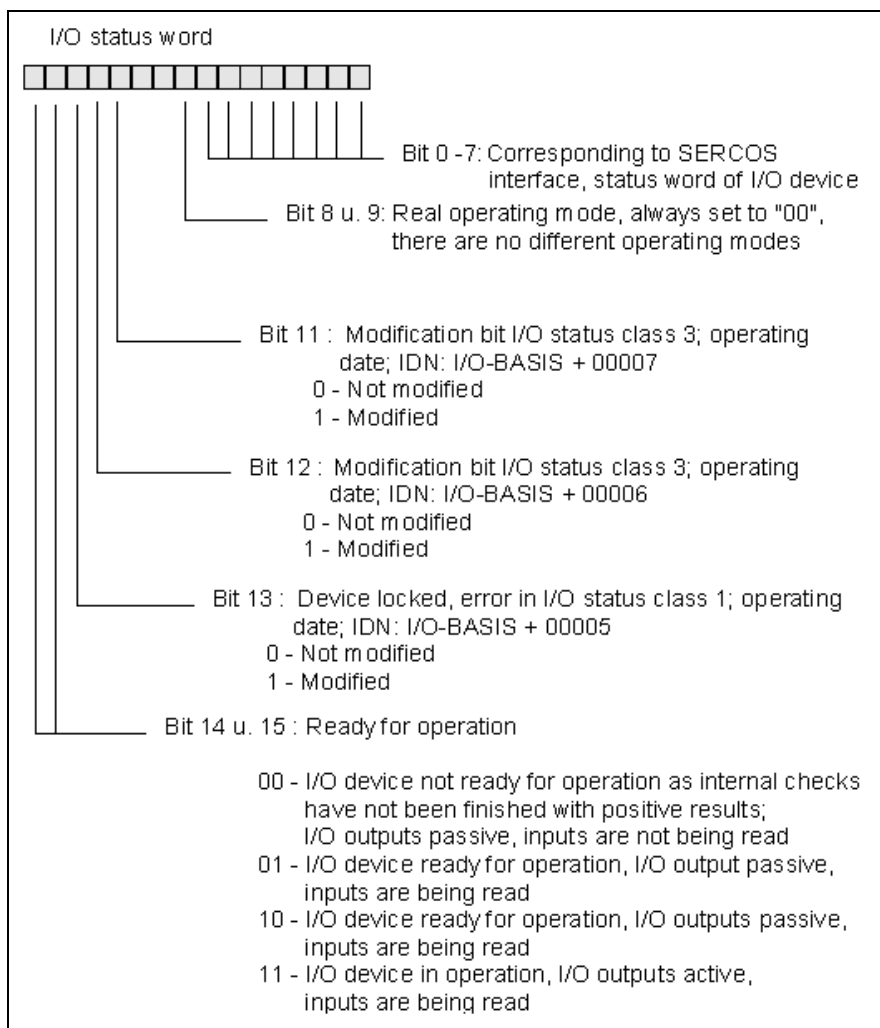 I/O status word
Bit 0 -7: Corresponding to SERCOS
interface, status word of I/O device
Bit 8 u. 9: Real operating mode, always set to "00",
there are no different operating modes
Bit 11 : Modification bit I/O status class 3; operating
date; IDN: I/O-BASIS + 00007
0 - Not modified
1 - Modified
Bit 12 : Modification bit I/O status class 3; operating
date; IDN: I/O-BASIS + 00006
0 - Not modified
1 - Modified
Bit 13 : Device locked, error in I/O status class 1; operating
date; IDN: I/O-BASIS + 00005
0 - Not modified
1 - Modified
Bit 14 u. 15 : Ready for operation
00 - I/O device not ready for operation as internal checks
have not been finished with positive results;
I/O outputs passive, inputs are not being read
01 - I/O device ready for operation, I/O output passive,
inputs are being read
10 - I/O device ready for operation, I/O outputs passive,
inputs are being read
11 - I/O device in operation, I/O outputs active,
inputs are being read